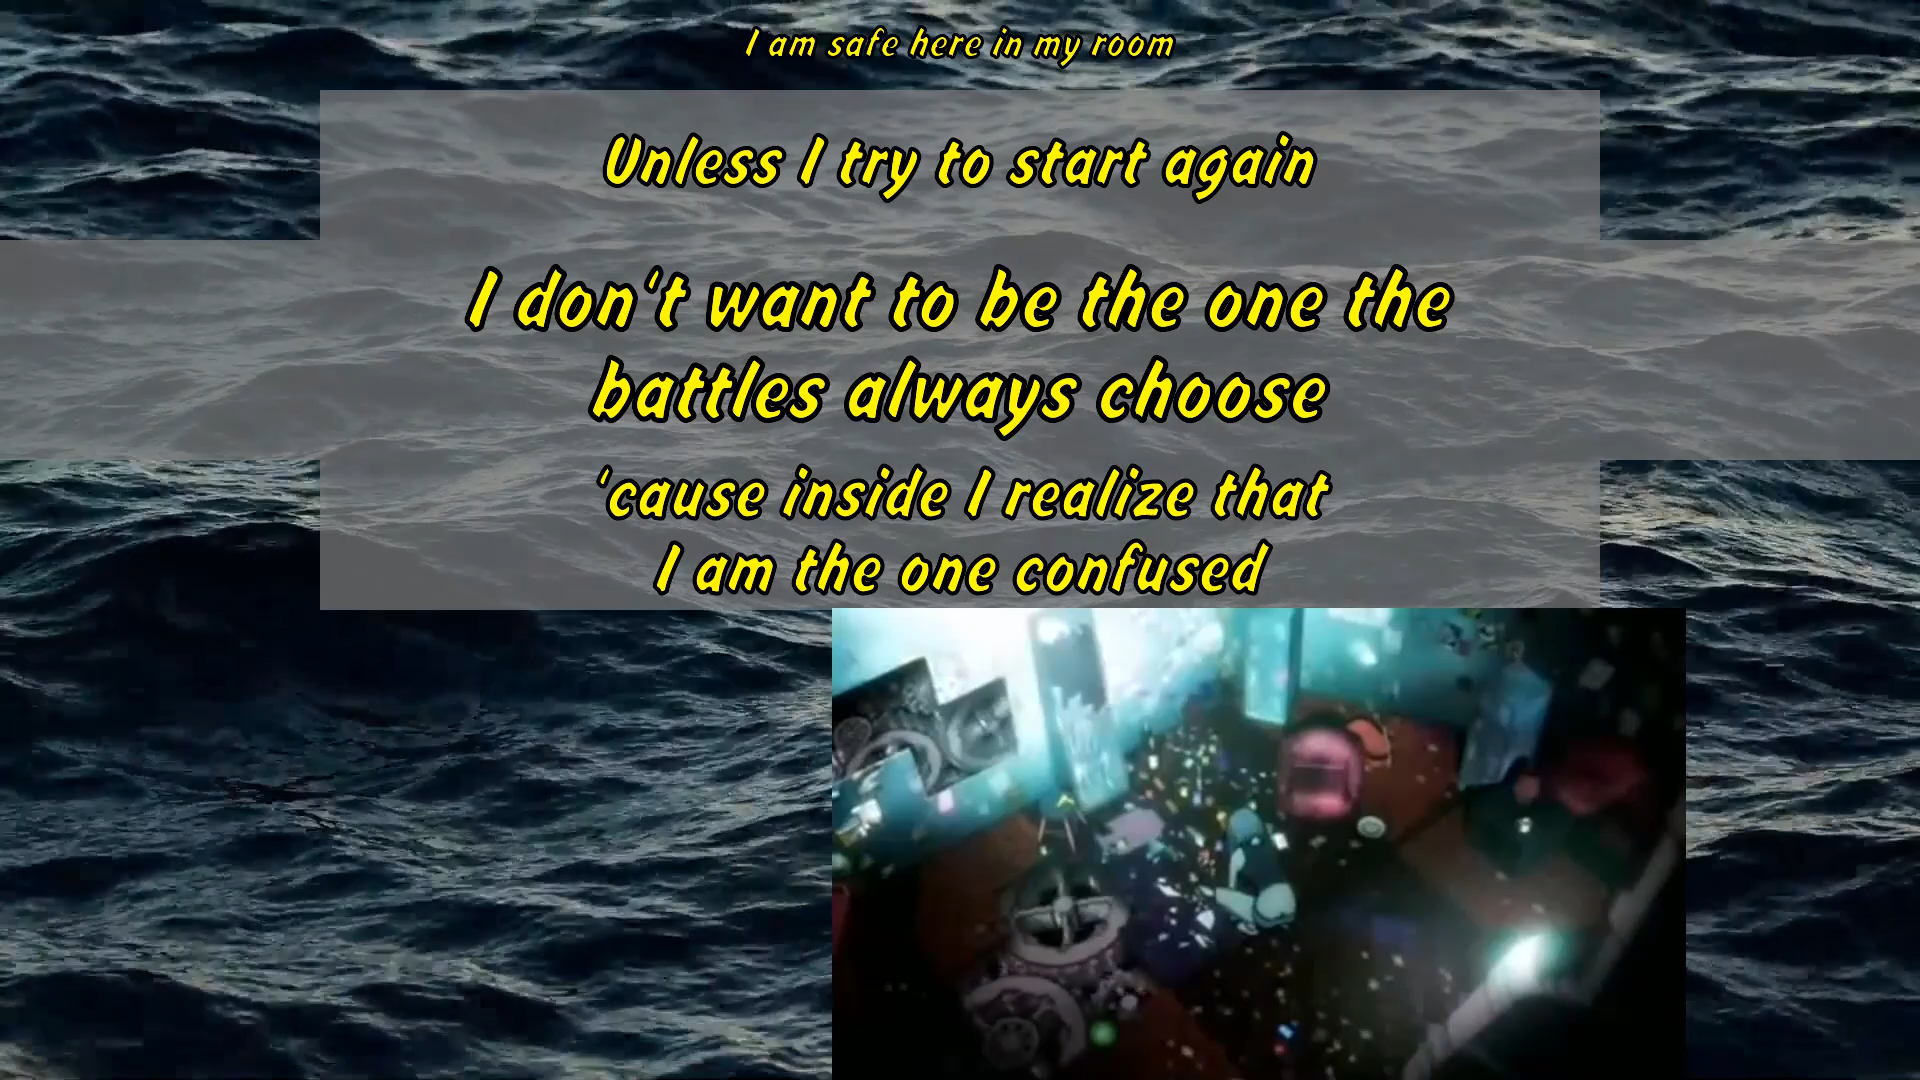 I am safe here in my room
Unless I try to start again
I don't want to be the one the
battles always choose
'cause inside I realize that
I am the one confused